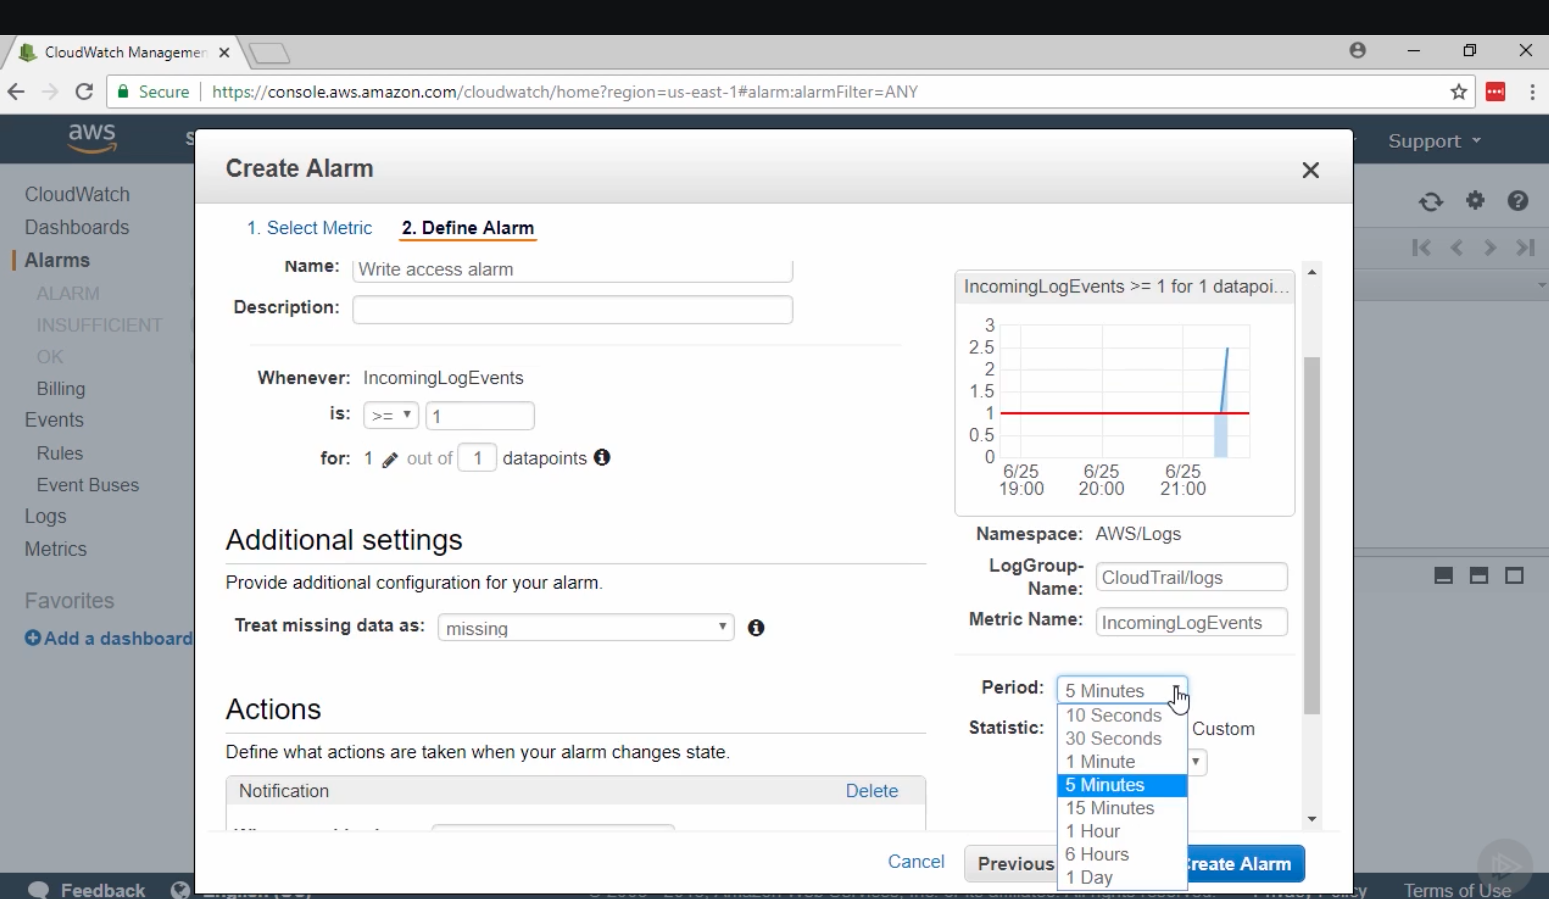 CloudWatch Managemen
Secure
https://console.aws.amazon.com/cloudwatch/home?region=us-east-1#alarm:alarmFilter=ANY
aws
S
Support
CloudWatch
Dashboards
Alarms
ALARM
INSUFFICIENT
OK
Billing
Events
Rules
Event Buses
Logs
Metrics
Favorites
Add a dashboard
Create Alarm
1. Select Metric
2. Define Alarm
Name: Write access alarm
Description:
Whenever: IncomingLogEvents
is: >= 1
for: 1 out of 1 datapoints
Additional settings
Provide additional configuration for your alarm.
Treat missing data as: missing
Actions
Define what actions are taken when your alarm changes state.
Notification Delete
IncomingLogEvents >= 1 for 1 datapoi...
3
2.5
2
1.5
1
0.5
0
6/25 6/25 6/25
19:00 20:00 21:00
Namespace: AWS/Logs
LogGroup-
Name: CloudTrail/logs
Metric Name: IncomingLogEvents
Period: 5 Minutes
10 Seconds
Statistic: Custom
30 Seconds
1 Minute
5 Minutes
15 Minutes
1 Hour
6 Hours
1 Day
Cancel Previous Create Alarm
Feedback
Terms of Use